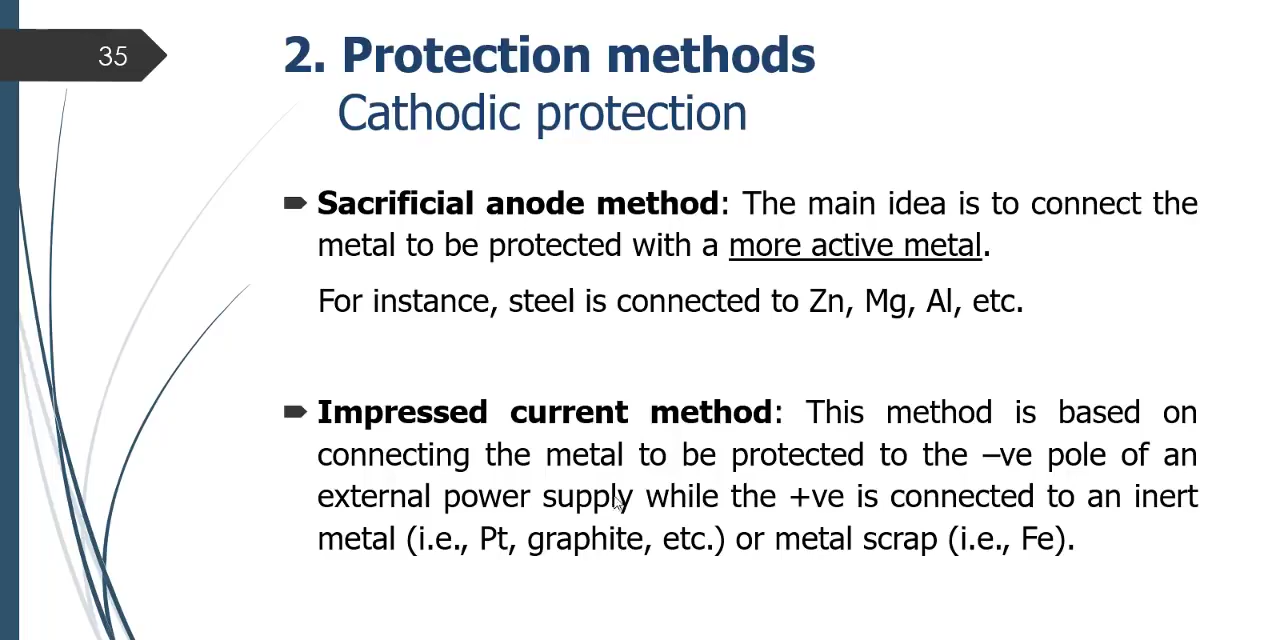 35
2. Protection methods
Cathodic protection
Sacrificial anode method: The main idea is to connect the
metal to be protected with a more active metal.
For instance, steel is connected to Zn, Mg, Al, etc.
Impressed current method: This method is based on
connecting the metal to be protected to the –ve pole of an
external power supply while the +ve is connected to an inert
metal (i.e., Pt, graphite, etc.) or metal scrap (i.e., Fe).